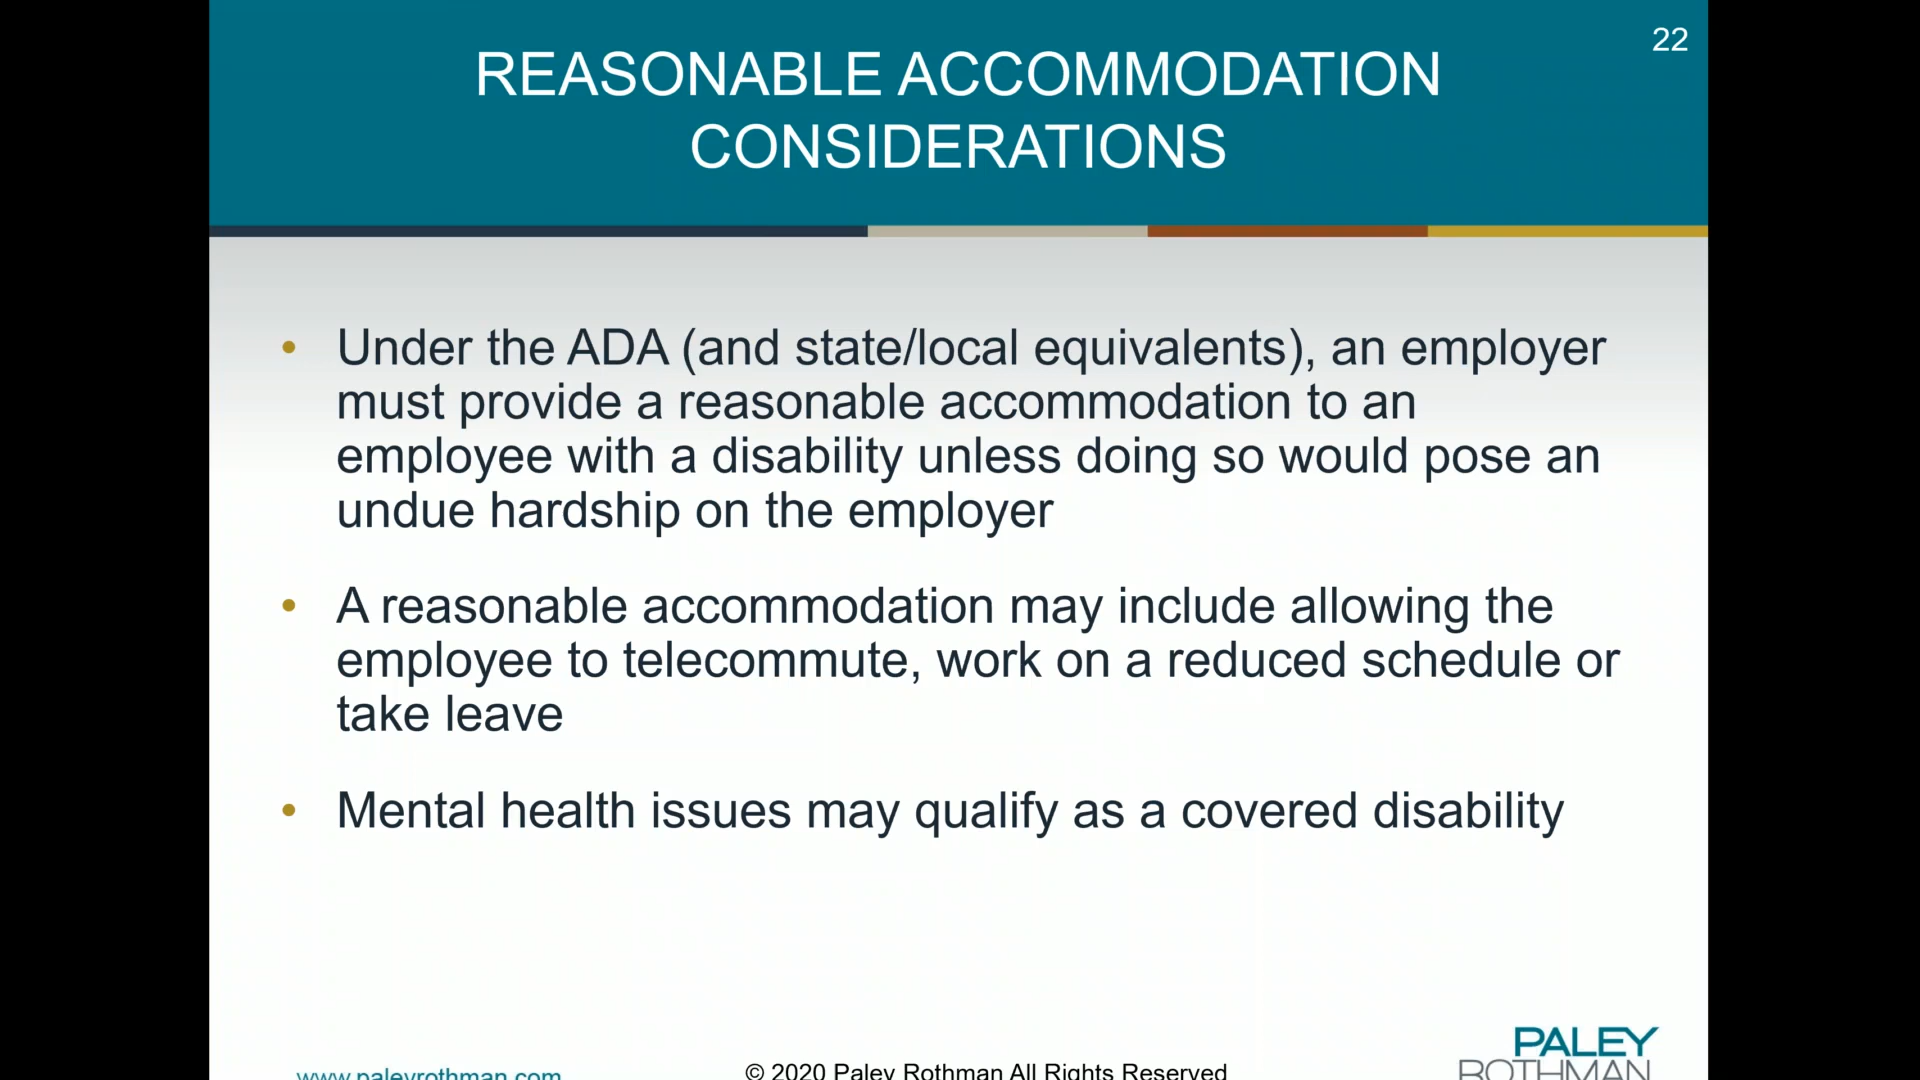 22
REASONABLE ACCOMMODATION
CONSIDERATIONS
• Under the ADA (and state/local equivalents), an employer
must provide a reasonable accommodation to an
employee with a disability unless doing so would pose an
undue hardship on the employer
• A reasonable accommodation may include allowing the
employee to telecommute, work on a reduced schedule or
take leave
• Mental health issues may qualify as a covered disability
www.paleyrothman.com
© 2020 Paley Rothman All Rights Reserved
PALEY
ROTHMAN